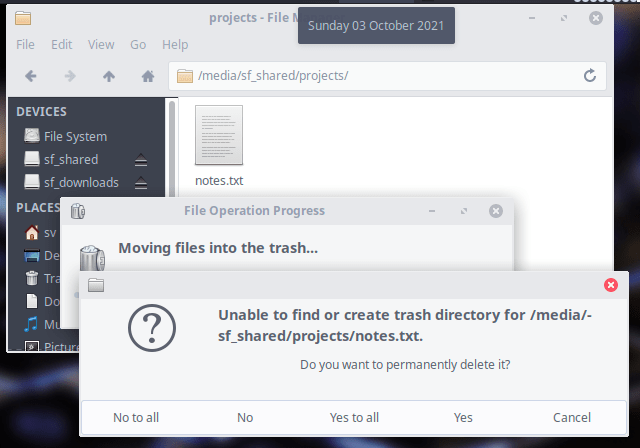 projects - File M
Sunday 03 October 2021
File Edit View Go Help
/media/sf_shared/projects/
DEVICES
File System
sf_shared
sf_downloads
notes.txt
PLACES
sv
De
Tra
Do
Mu
Picture
File Operation Progress
Moving files into the trash...
Unable to find or create trash directory for /media/-
sf_shared/projects/notes.txt.
Do you want to permanently delete it?
No to all No Yes to all Yes Cancel